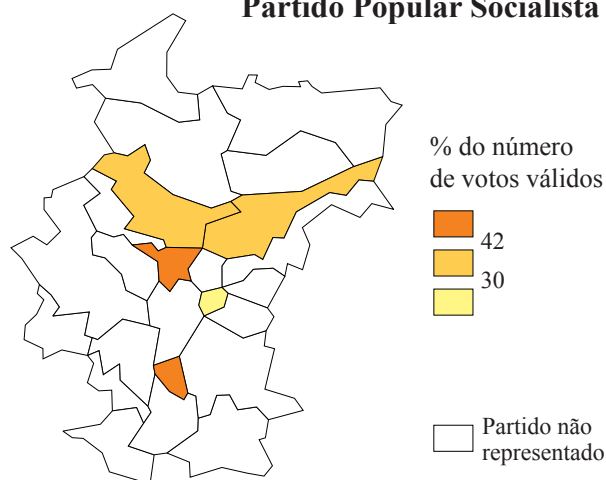 Partido Popular Socialista
% do número
de votos válidos
42
30
Partido não
representado